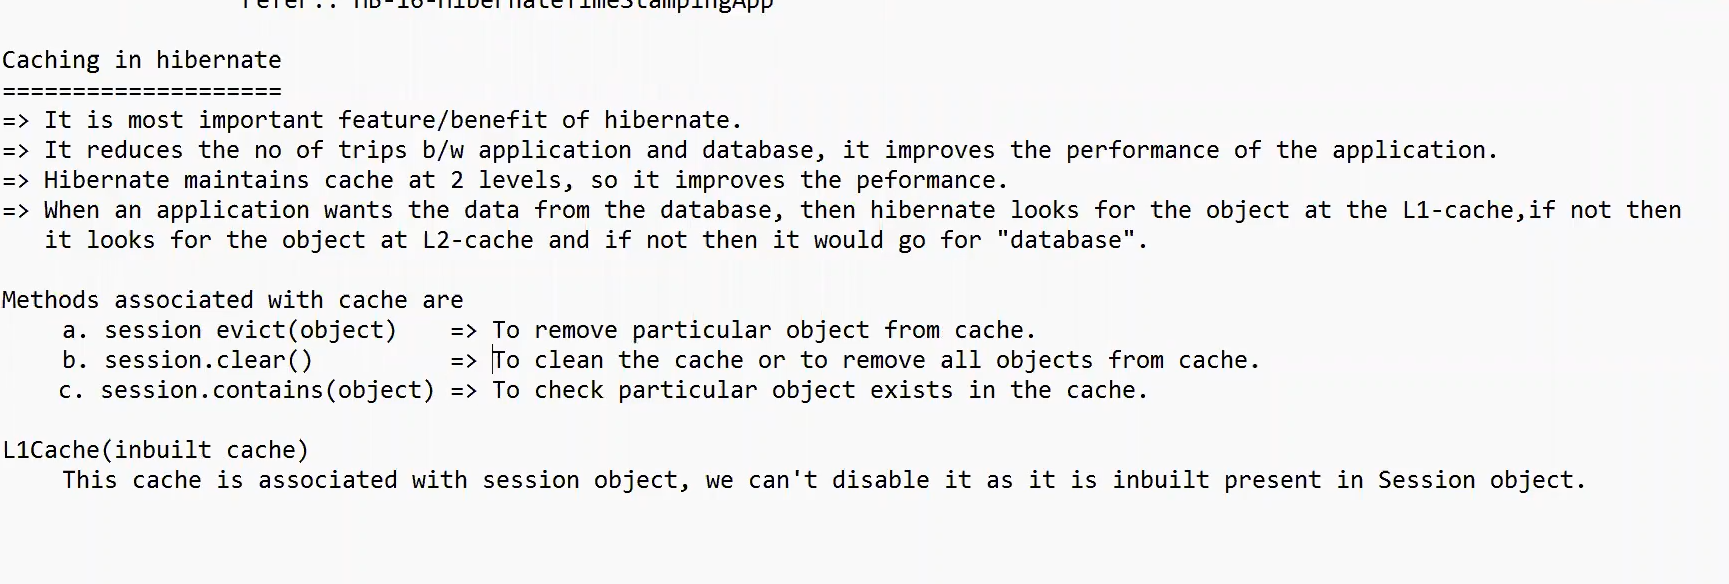 refer.. HB-16-HibernateTimeStampingApp
Caching in hibernate
====================
=> It is most important feature/benefit of hibernate.
=> It reduces the no of trips b/w application and database, it improves the performance of the application.
=> Hibernate maintains cache at 2 levels, so it improves the peformance.
=> When an application wants the data from the database, then hibernate looks for the object at the L1-cache,if not then
it looks for the object at L2-cache and if not then it would go for "database".
Methods associated with cache are
a. session evict(object) => To remove particular object from cache.
b. session.clear() => To clean the cache or to remove all objects from cache.
c. session.contains(object) => To check particular object exists in the cache.
L1Cache(inbuilt cache)
This cache is associated with session object, we can't disable it as it is inbuilt present in Session object.